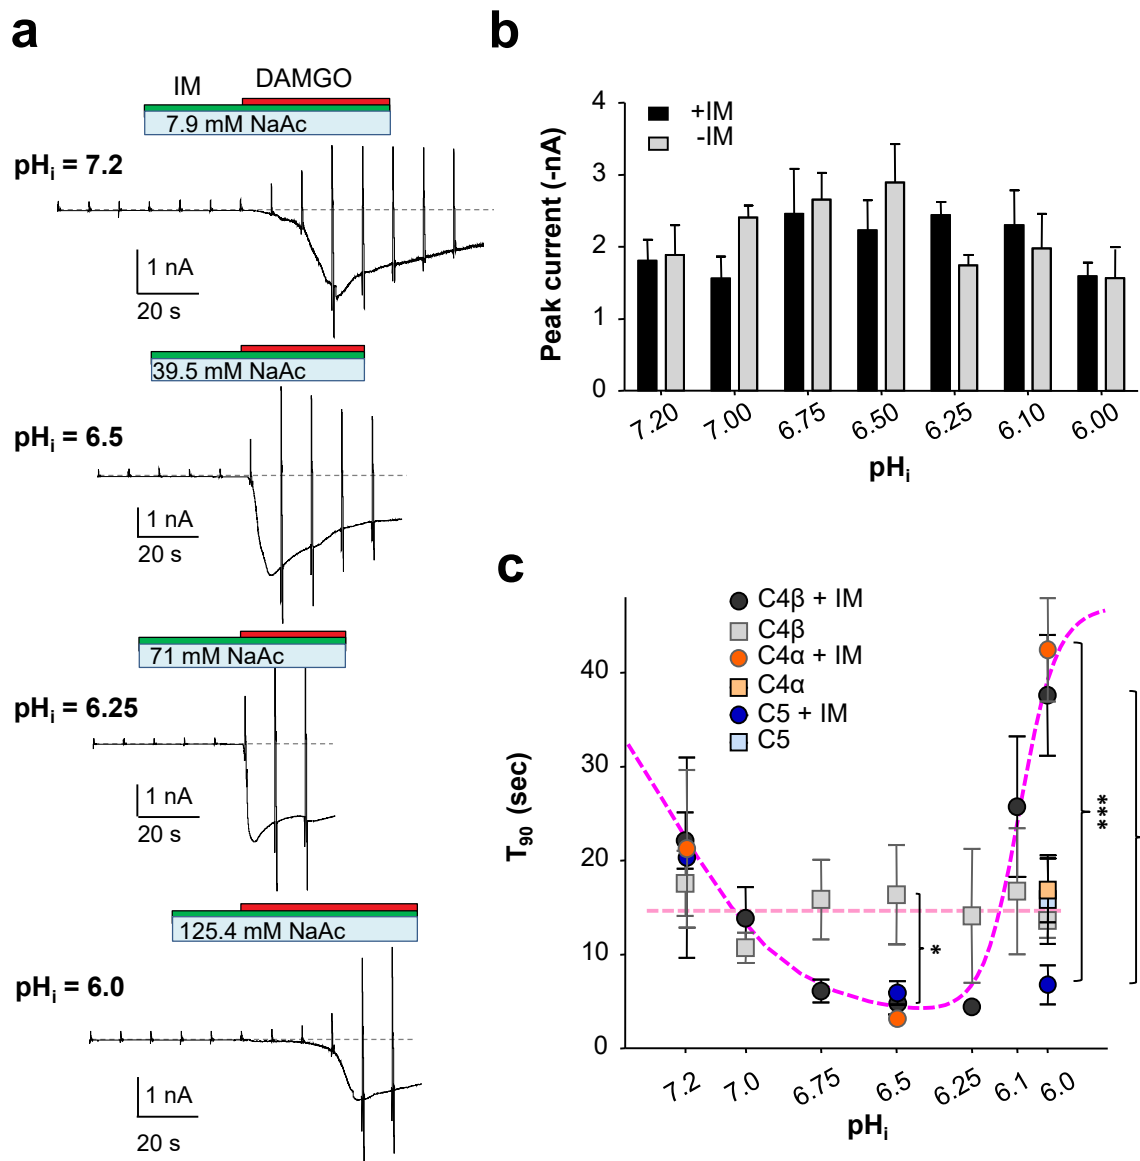 a
IM DAMGO
7.9 mM NaAc
pHi = 7.2
1 nA
20 s
39.5 mM NaAc
pHi = 6.5
1 nA
20 s
71 mM NaAc
pHi = 6.25
1 nA
20 s
125.4 mM NaAc
pHi = 6.0
1 nA
20 s
b
Peak current (-nA)
4
3
2
1
0
+IM
-IM
7.20 7.00 6.75 6.50 6.25 6.10 6.00
pHi
c
T90 (sec)
40
30
20
10
0
C4β + IM
C4β
C4α + IM
C4α
C5 + IM
C5
*
***
7.2 7.0 6.75 6.5 6.25 6.1 6.0
pHi